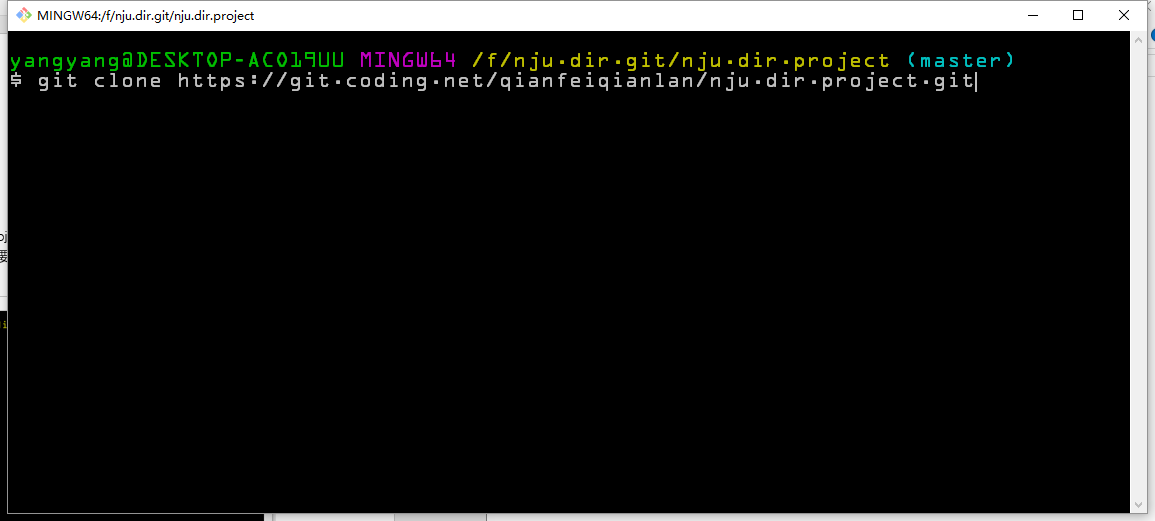 MINGW64:/f/nju.dir.git/nju.dir.project
yangyang@DESKTOP-AC019UU MINGW64 /f/nju.dir.git/nju.dir.project (master)
$ git clone https://git.coding.net/qianfeiqianlan/nju.dir.project.git